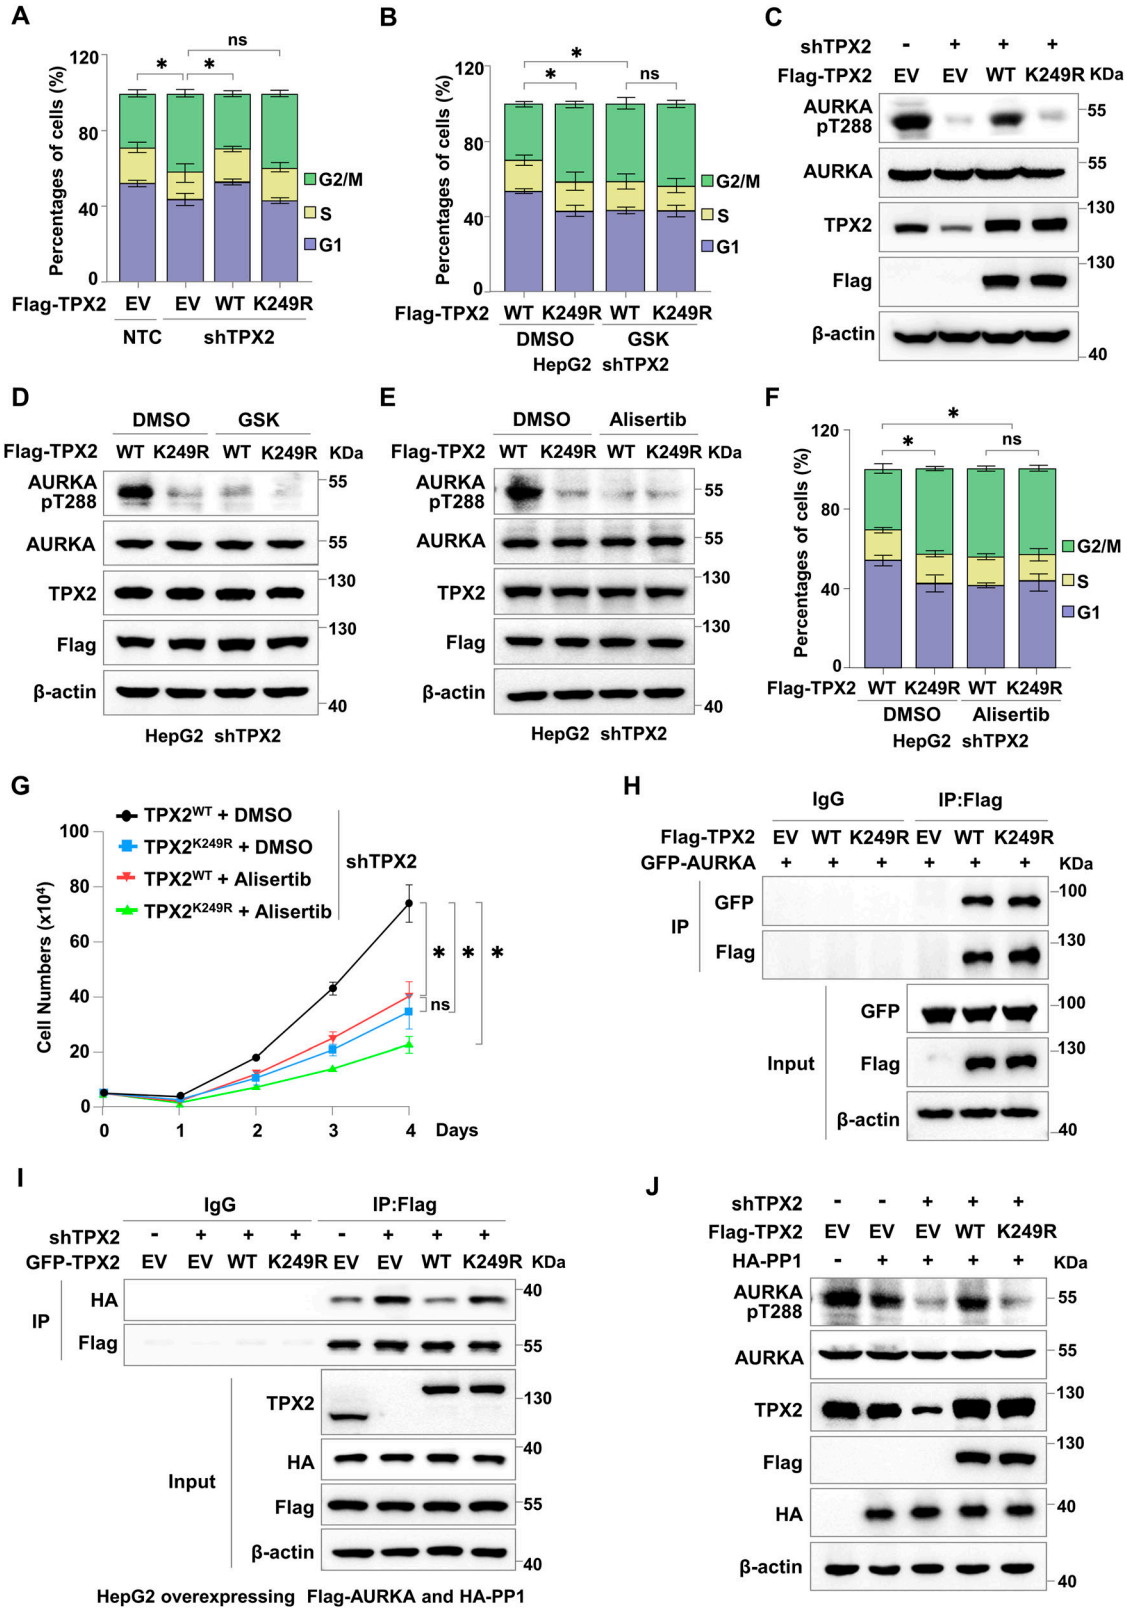 A
ns
*
*
120
80
40
0
Percentages of cells (%)
G2/M
S
G1
Flag-TPX2 EV EV WT K249R
NTC shTPX2
B
*
*
ns
120
80
40
0
Percentages of cells (%)
G2/M
S
G1
Flag-TPX2 WT K249R WT K249R
DMSO GSK
HepG2 shTPX2
C
shTPX2 - + + +
Flag-TPX2 EV EV WT K249R KDa
AURKA pT288 55
AURKA 55
TPX2 130
Flag 130
β-actin 40
D
DMSO GSK
Flag-TPX2 WT K249R WT K249R KDa
AURKA pT288 55
AURKA 55
TPX2 130
Flag 130
β-actin 40
HepG2 shTPX2
E
DMSO Alisertib
Flag-TPX2 WT K249R WT K249R KDa
AURKA pT288 55
AURKA 55
TPX2 130
Flag 130
β-actin 40
HepG2 shTPX2
F
*
*
ns
120
80
40
0
Percentages of cells (%)
G2/M
S
G1
Flag-TPX2 WT K249R WT K249R
DMSO Alisertib
HepG2 shTPX2
G
TPX2WT + DMSO
TPX2K249R + DMSO
TPX2WT + Alisertib
TPX2K249R + Alisertib
shTPX2
100
80
60
40
20
0
Cell Numbers (x10⁴)
* * *
ns
0 1 2 3 4 Days
H
IgG IP:Flag
Flag-TPX2 EV WT K249R EV WT K249R
GFP-AURKA + + + + + + KDa
IP
GFP 100
Flag 130
Input
GFP 100
Flag 130
β-actin 40
I
IgG IP:Flag
shTPX2 - + + + - + + +
GFP-TPX2 EV EV WT K249R EV EV WT K249R KDa
IP
HA 40
Flag 55
Input
TPX2 130
HA 40
Flag 55
β-actin 40
HepG2 overexpressing Flag-AURKA and HA-PP1
J
shTPX2 - - + + +
Flag-TPX2 EV EV EV WT K249R
HA-PP1 - + + + + KDa
AURKA pT288 55
AURKA 55
TPX2 130
Flag 130
HA 40
β-actin 40